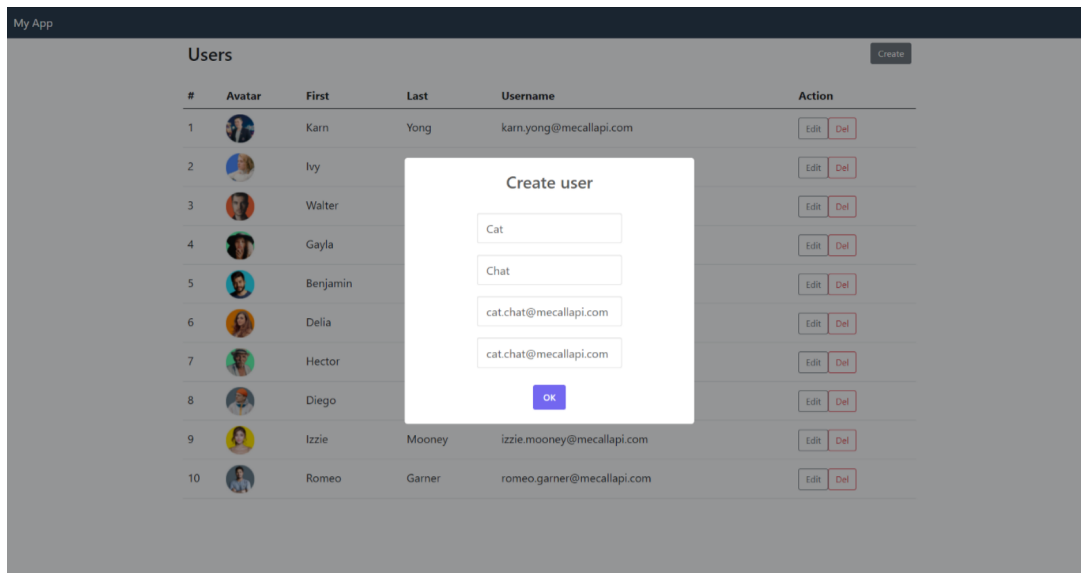 My App
Users
Create
# Avatar First Last Username Action
1 Karn Yong karn.yong@mecallapi.com Edit Del
2 Ivy Edit Del
3 Walter Edit Del
4 Gayla Edit Del
5 Benjamin Edit Del
6 Delia Edit Del
7 Hector Edit Del
8 Diego Edit Del
9 Izzie Mooney izzie.mooney@mecallapi.com Edit Del
10 Romeo Garner romeo.garner@mecallapi.com Edit Del
Create user
Cat
Chat
cat.chat@mecallapi.com
cat.chat@mecallapi.com
OK